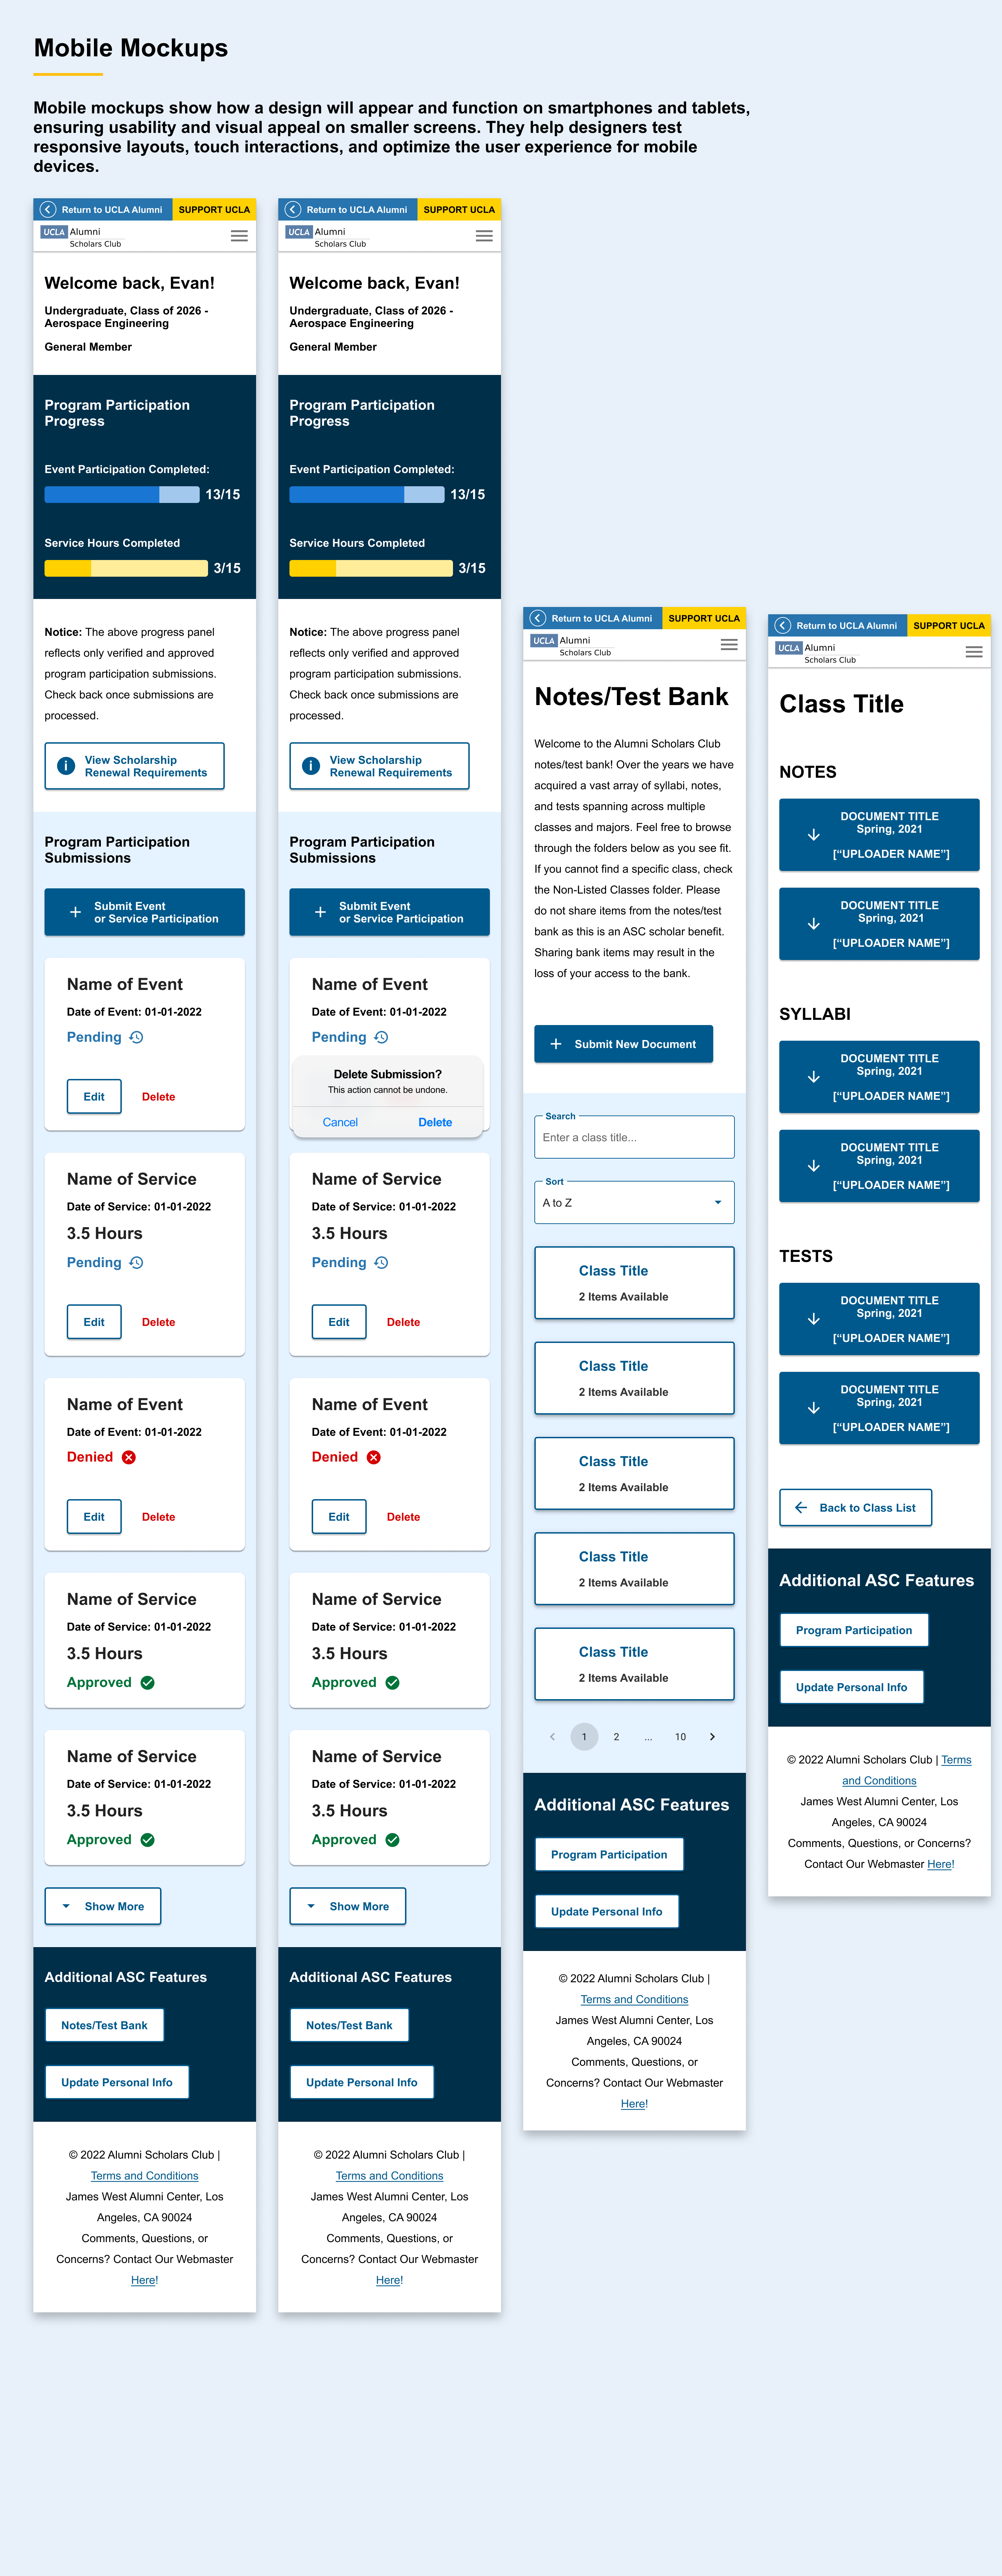 Mobile Mockups
Mobile mockups show how a design will appear and function on smartphones and tablets,
ensuring usability and visual appeal on smaller screens. They help designers test
responsive layouts, touch interactions, and optimize the user experience for mobile
devices.
Return to UCLA Alumni
SUPPORT UCLA
UCLA Alumni
Scholars Club
Welcome back, Evan!
Undergraduate, Class of 2026 -
Aerospace Engineering
General Member
Program Participation
Progress
Event Participation Completed:
13/15
Service Hours Completed
3/15
Notice: The above progress panel
reflects only verified and approved
program participation submissions.
Check back once submissions are
processed.
View Scholarship
Renewal Requirements
Program Participation
Submissions
Submit Event
or Service Participation
Name of Event
Date of Event: 01-01-2022
Pending
Edit
Delete
Name of Service
Date of Service: 01-01-2022
3.5 Hours
Pending
Edit
Delete
Name of Event
Date of Event: 01-01-2022
Denied
Edit
Delete
Name of Service
Date of Service: 01-01-2022
3.5 Hours
Approved
Name of Service
Date of Service: 01-01-2022
3.5 Hours
Approved
Show More
Additional ASC Features
Notes/Test Bank
Update Personal Info
© 2022 Alumni Scholars Club |
Terms and Conditions
James West Alumni Center, Los
Angeles, CA 90024
Comments, Questions, or
Concerns? Contact Our Webmaster
Here!
Return to UCLA Alumni
SUPPORT UCLA
UCLA Alumni
Scholars Club
Welcome back, Evan!
Undergraduate, Class of 2026 -
Aerospace Engineering
General Member
Program Participation
Progress
Event Participation Completed:
13/15
Service Hours Completed
3/15
Notice: The above progress panel
reflects only verified and approved
program participation submissions.
Check back once submissions are
processed.
View Scholarship
Renewal Requirements
Program Participation
Submissions
Submit Event
or Service Participation
Name of Event
Date of Event: 01-01-2022
Pending
Delete Submission?
This action cannot be undone.
Cancel
Delete
Name of Service
Date of Service: 01-01-2022
3.5 Hours
Pending
Edit
Delete
Name of Event
Date of Event: 01-01-2022
Denied
Edit
Delete
Name of Service
Date of Service: 01-01-2022
3.5 Hours
Approved
Name of Service
Date of Service: 01-01-2022
3.5 Hours
Approved
Show More
Additional ASC Features
Notes/Test Bank
Update Personal Info
© 2022 Alumni Scholars Club |
Terms and Conditions
James West Alumni Center, Los
Angeles, CA 90024
Comments, Questions, or
Concerns? Contact Our Webmaster
Here!
Return to UCLA Alumni
SUPPORT UCLA
UCLA Alumni
Scholars Club
Notes/Test Bank
Welcome to the Alumni Scholars Club
notes/test bank! Over the years we have
acquired a vast array of syllabi, notes,
and tests spanning across multiple
classes and majors. Feel free to browse
through the folders below as you see fit.
If you cannot find a specific class, check
the Non-Listed Classes folder. Please
do not share items from the notes/test
bank as this is an ASC scholar benefit.
Sharing bank items may result in the
loss of your access to the bank.
Submit New Document
Search
Enter a class title...
Sort
A to Z
Class Title
2 Items Available
Class Title
2 Items Available
Class Title
2 Items Available
Class Title
2 Items Available
Class Title
2 Items Available
1 2 ... 10
Additional ASC Features
Program Participation
Update Personal Info
© 2022 Alumni Scholars Club |
Terms and Conditions
James West Alumni Center, Los
Angeles, CA 90024
Comments, Questions, or
Concerns? Contact Our Webmaster
Here!
Return to UCLA Alumni
SUPPORT UCLA
UCLA Alumni
Scholars Club
Class Title
NOTES
DOCUMENT TITLE
Spring, 2021
[“UPLOADER NAME”]
DOCUMENT TITLE
Spring, 2021
[“UPLOADER NAME”]
SYLLABI
DOCUMENT TITLE
Spring, 2021
[“UPLOADER NAME”]
DOCUMENT TITLE
Spring, 2021
[“UPLOADER NAME”]
TESTS
DOCUMENT TITLE
Spring, 2021
[“UPLOADER NAME”]
DOCUMENT TITLE
Spring, 2021
[“UPLOADER NAME”]
Back to Class List
Additional ASC Features
Program Participation
Update Personal Info
© 2022 Alumni Scholars Club | Terms
and Conditions
James West Alumni Center, Los
Angeles, CA 90024
Comments, Questions, or Concerns?
Contact Our Webmaster Here!